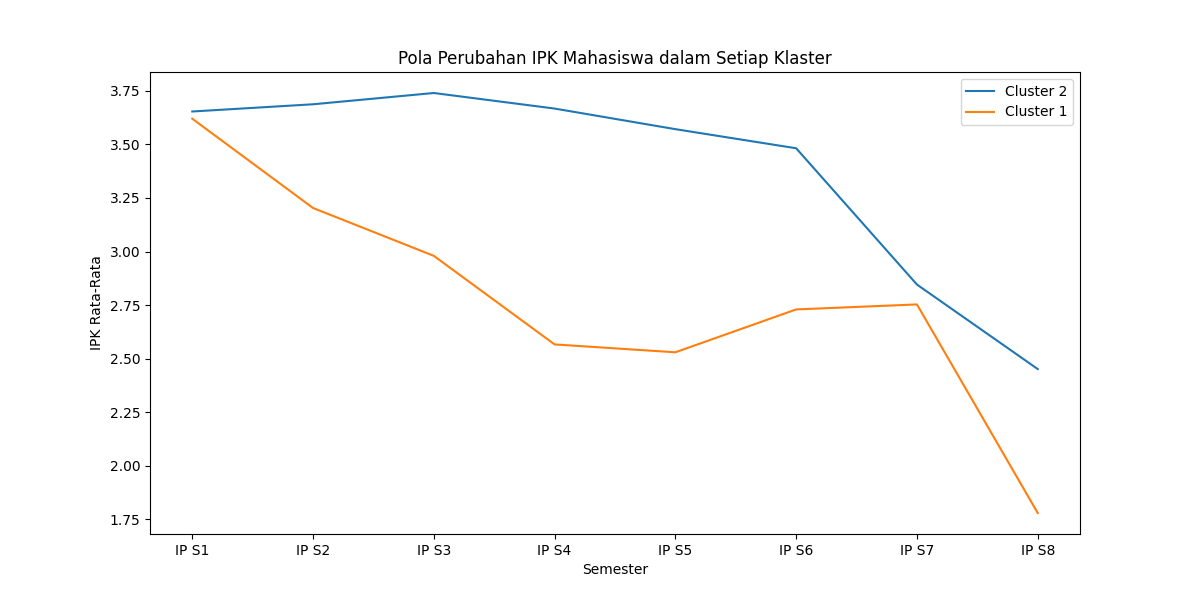 Pola Perubahan IPK Mahasiswa dalam Setiap Klaster
Cluster 2
Cluster 1
IPK Rata-Rata
3.75
3.50
3.25
3.00
2.75
2.50
2.25
2.00
1.75
IP S1 IP S2 IP S3 IP S4 IP S5 IP S6 IP S7 IP S8
Semester